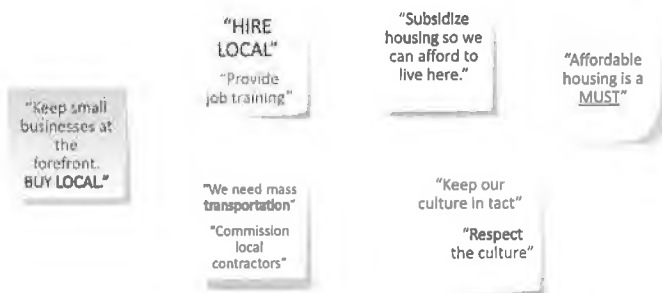 "HIRE
LOCAL"
"Provide
job training"
"Subsidize
housing so we
can afford to
live here."
"Affordable
housing is a
MUST"
"Keep small
businesses at
the
forefront.
BUY LOCAL."
"We need mass
transportation"
"Commission
local
contractors"
"Keep our
culture in tact"
"Respect
the culture"